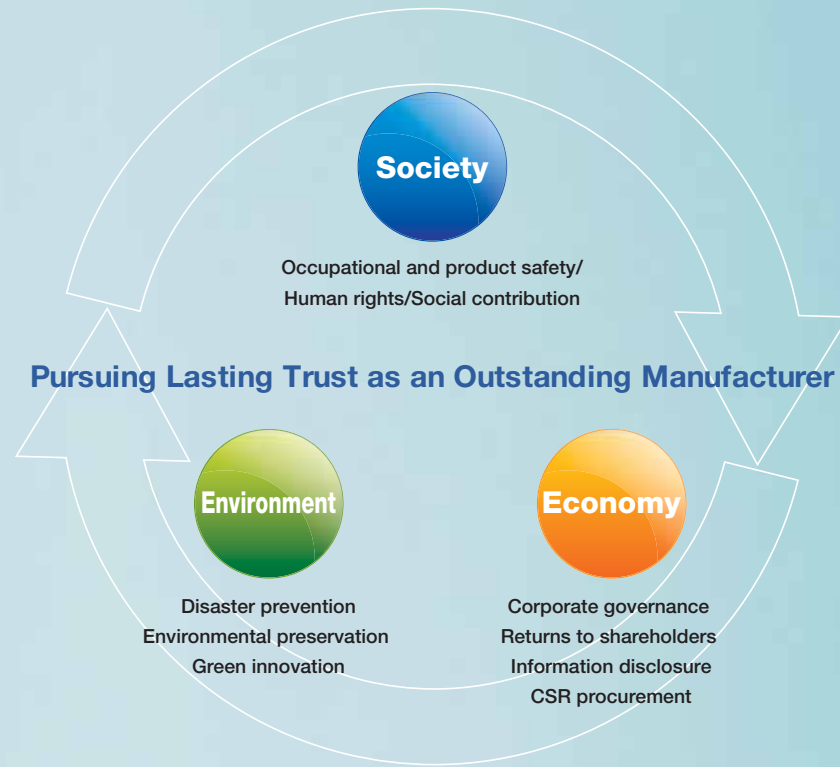 Society
Occupational and product safety/
Human rights/Social contribution
Pursuing Lasting Trust as an Outstanding Manufacturer
Environment
Disaster prevention
Environmental preservation
Green innovation
Economy
Corporate governance
Returns to shareholders
Information disclosure
CSR procurement